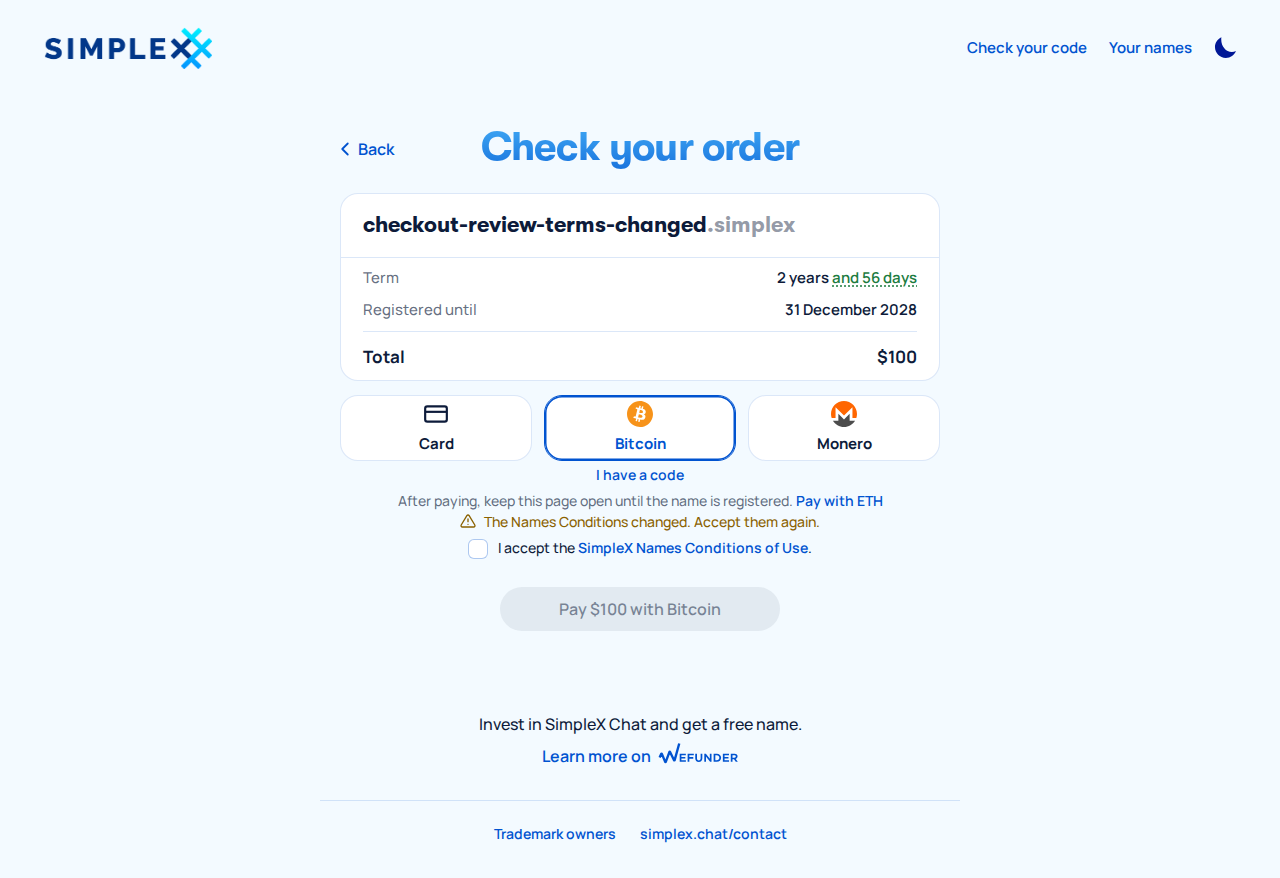 SIMPLEX
Check your code
Your names
Back
Check your order
checkout-review-terms-changed.simplex
Term
2 years and 56 days
Registered until
31 December 2028
Total
$100
Card
Bitcoin
Monero
I have a code
After paying, keep this page open until the name is registered. Pay with ETH
The Names Conditions changed. Accept them again.
I accept the SimpleX Names Conditions of Use.
Pay $100 with Bitcoin
Invest in SimpleX Chat and get a free name.
Learn more on WEFUNDER
Trademark owners
simplex.chat/contact